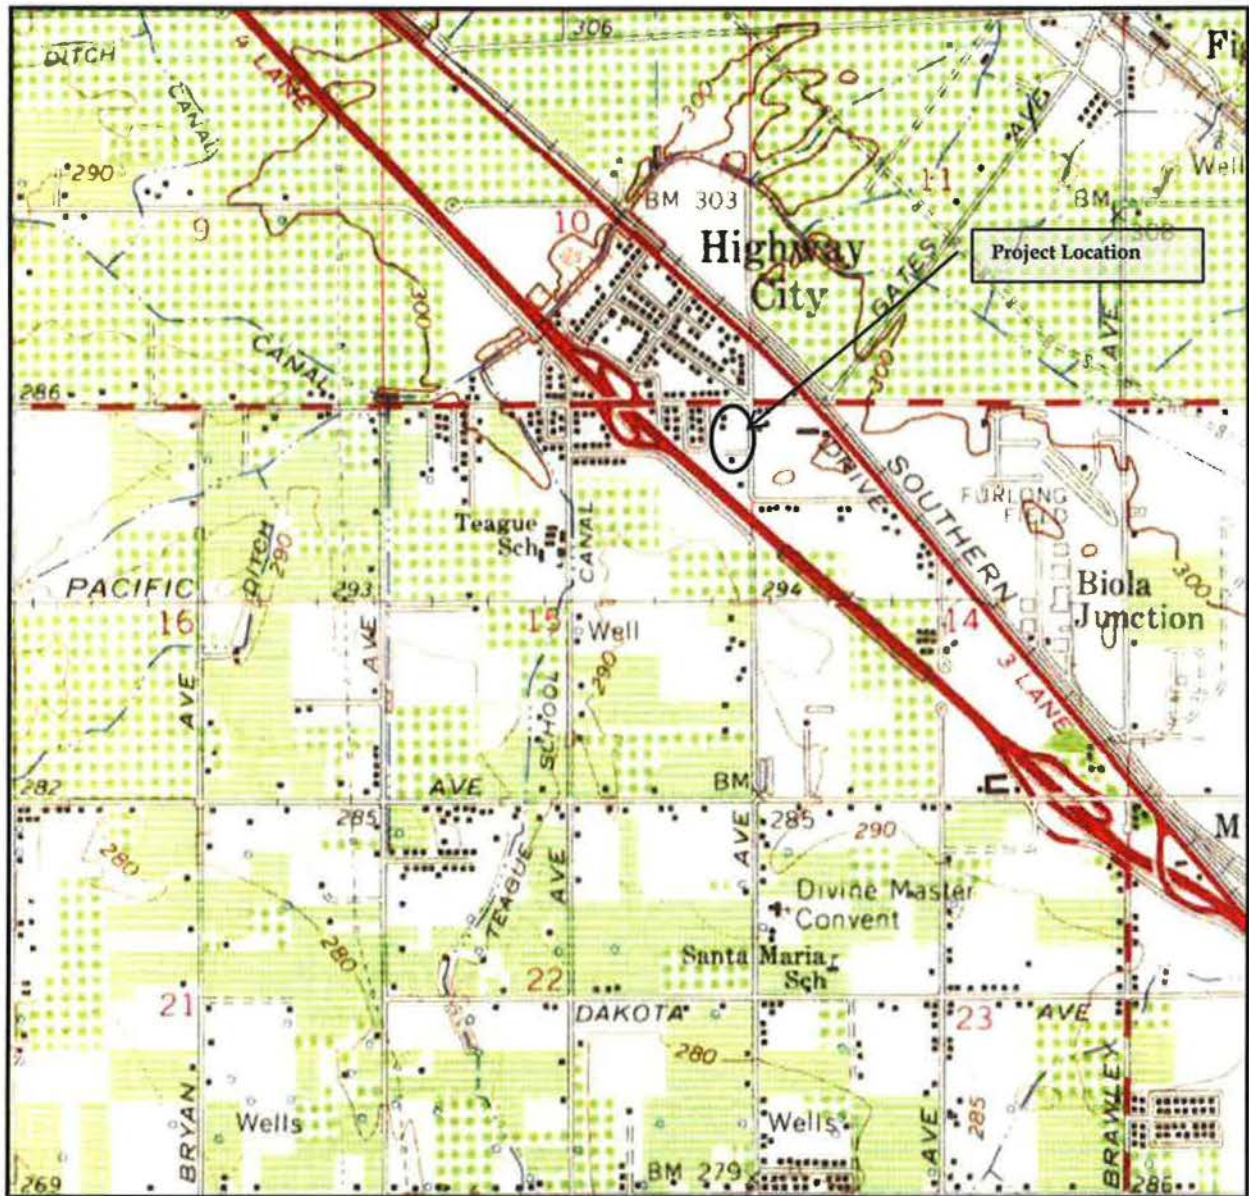 306
Fi
DITCH
4 LANE
CANAL
300
AVE
Well
290
11
BM 303
BM
9
10
308
Highway
City
Project Location
GATES
AVE
300
CANAL
300
286
DRIVE
SOUTHERN
FURLONG
FIELD
Teague
Sch
CANAL
DITCH
290
300
PACIFIC
293
294
Biola
Junction
16
15
Well
14
AVE
AVE
290
3 LANE
SCHOOL
282
AVE
BM
285
AVE
285
290
M
280
AVE
Divine Master
Convent
TEAGUE
280
Santa Maria
Sch
22
21
DAKOTA
23
AVE
280
285
BRYAN
Wells
Wells
AVE
BRAWLEY
269
BM 279
286